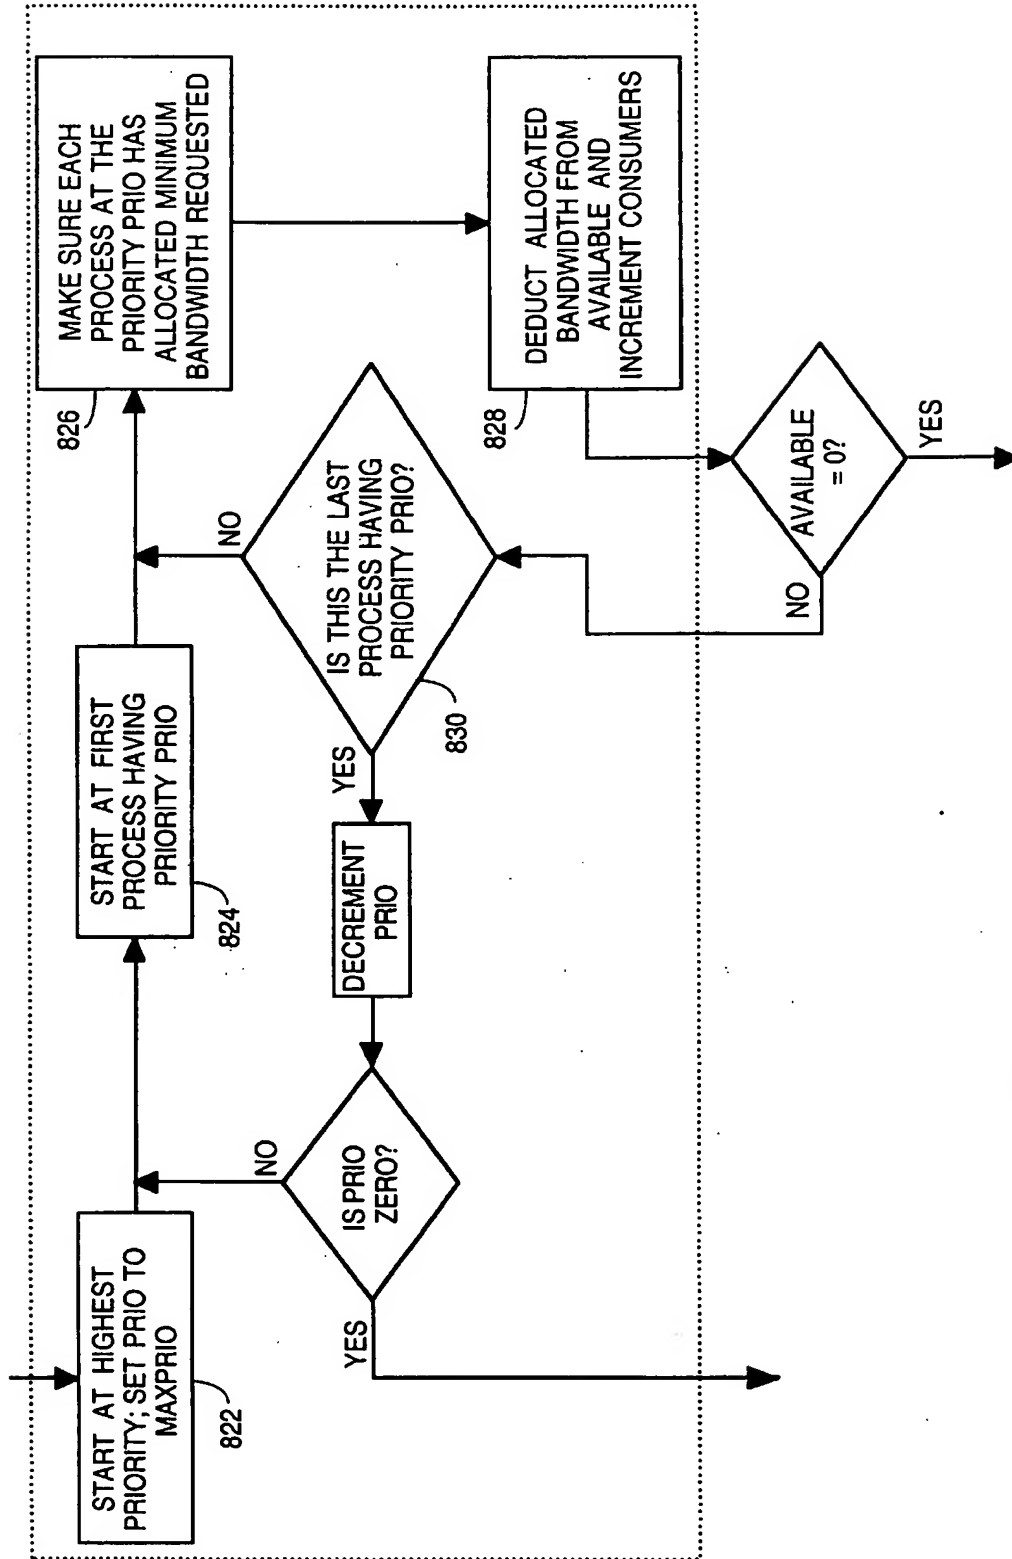 START AT HIGHEST
PRIORITY; SET PRIO TO
MAXPRIO
822
START AT FIRST
PROCESS HAVING
PRIORITY PRIO
824
MAKE SURE EACH
PROCESS AT THE
PRIORITY PRIO HAS
ALLOCATED MINIMUM
BANDWIDTH REQUESTED
826
NO
IS PRIO
ZERO?
YES
DECREMENT
PRIO
YES
NO
IS THIS THE LAST
PROCESS HAVING
PRIORITY PRIO?
830
DEDUCT ALLOCATED
BANDWIDTH FROM
AVAILABLE AND
INCREMENT CONSUMERS
828
NO
AVAILABLE
= 0?
YES